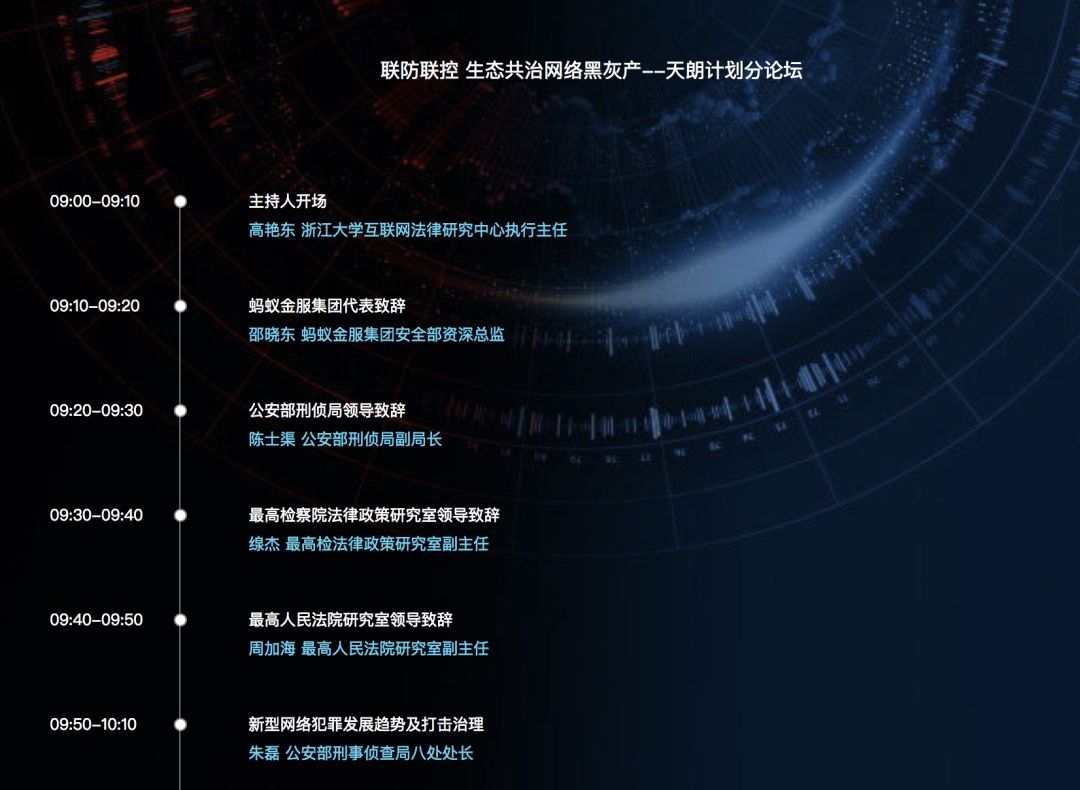 联防联控 生态共治网络黑灰产--天朗计划分论坛
09:00-09:10
主持人开场
高艳东 浙江大学互联网法律研究中心执行主任
09:10-09:20
蚂蚁金服集团代表致辞
邵晓东 蚂蚁金服集团安全部资深总监
09:20-09:30
公安部刑侦局领导致辞
陈士渠 公安部刑侦局副局长
09:30-09:40
最高检察院法律政策研究室领导致辞
缐杰 最高检法律政策研究室副主任
09:40-09:50
最高人民法院研究室领导致辞
周加海 最高人民法院研究室副主任
09:50-10:10
新型网络犯罪发展趋势及打击治理
朱磊 公安部刑事侦查局八处处长